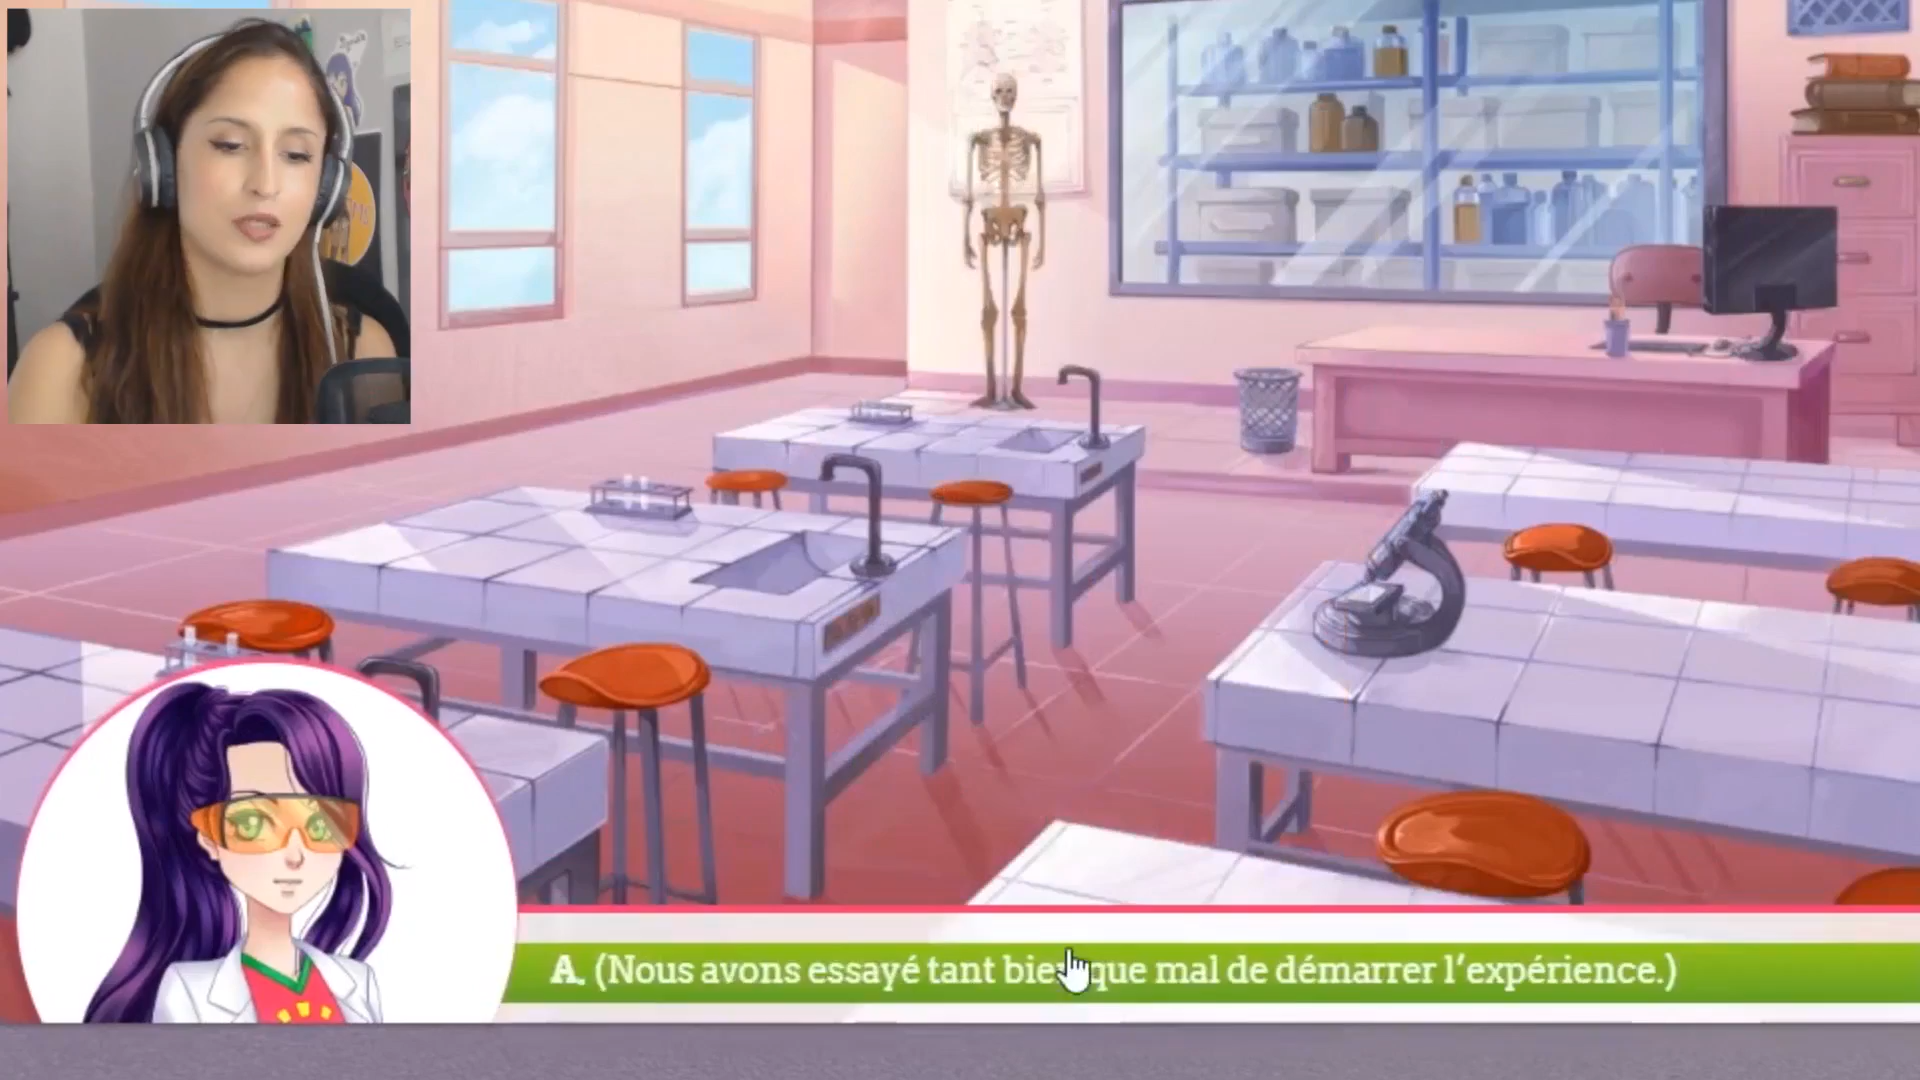 A. (Nous avons essayé tant bien que mal de démarrer l'expérience.)